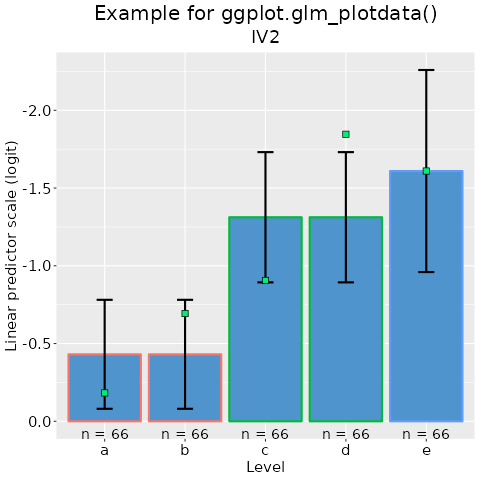 Example for ggplot.glm_plotdata()
IV2
Linear predictor scale (logit)
-2.0
-1.5
-1.0
-0.5
0.0
n = 66 n = 66 n = 66 n = 66 n = 66
a b c d e
Level